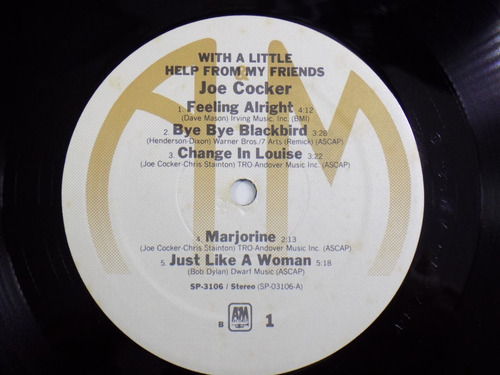 WITH A LITTLE
HELP FROM MY FRIENDS
Joe Cocker
1. Feeling Alright 4:12
(Dave Mason) Irving Music. Inc. (BMI)
2. Bye Bye Blackbird 3:28
(Henderson-Dixon) Warner Bros./7 Arts (Remick) (ASCAP)
3. Change In Louise 3:22
(Joe Cocker-Chris Stainton) TRO-Andover Music Inc. (ASCAP)
4. Marjorine 2:13
(Joe Cocker-Chris Stainton) TRO-Andover Music Inc. (ASCAP)
5. Just Like A Woman 5:18
(Bob Dylan) Dwarf Music (ASCAP)
SP-3106 / Stereo (SP-03106-A)
B A&M 1
A&M